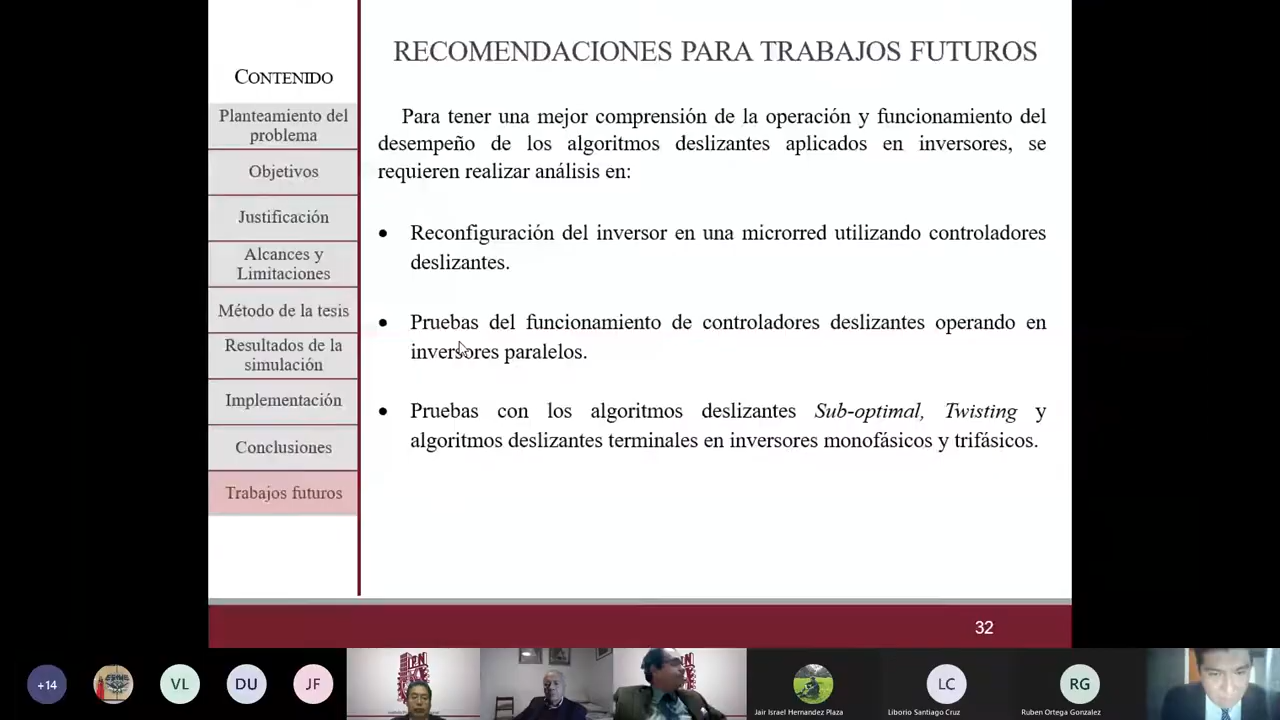 RECOMENDACIONES PARA TRABAJOS FUTUROS
CONTENIDO
Planteamiento del
problema
Objetivos
Justificación
Alcances y
Limitaciones
Método de la tesis
Resultados de la
simulación
Implementación
Conclusiones
Trabajos futuros
Para tener una mejor comprensión de la operación y funcionamiento del
desempeño de los algoritmos deslizantes aplicados en inversores, se
requieren realizar análisis en:
• Reconfiguración del inversor en una microrred utilizando controladores
deslizantes.
• Pruebas del funcionamiento de controladores deslizantes operando en
inversores paralelos.
• Pruebas con los algoritmos deslizantes Sub-optimal, Twisting y
algoritmos deslizantes terminales en inversores monofásicos y trifásicos.
32
+14
VL
DU
JF
Jair Israel Hernandez Plaza
LC
Liborio Santiago Cruz
RG
Ruben Ortega Gonzalez